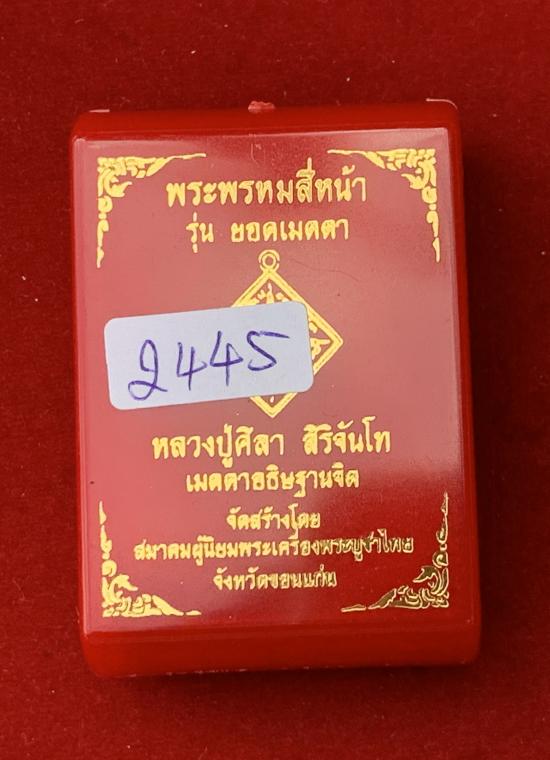 พระพรหมสี่หน้า
รุ่น ยอดเมตตา
2445
หลวงปู่ศิลา สิริจันโท
เมตตาอธิษฐานจิต
จัดสร้างโดย
สมาคมผู้นิยมพระเครื่องพระบูชาไทย
จังหวัดขอนแก่น